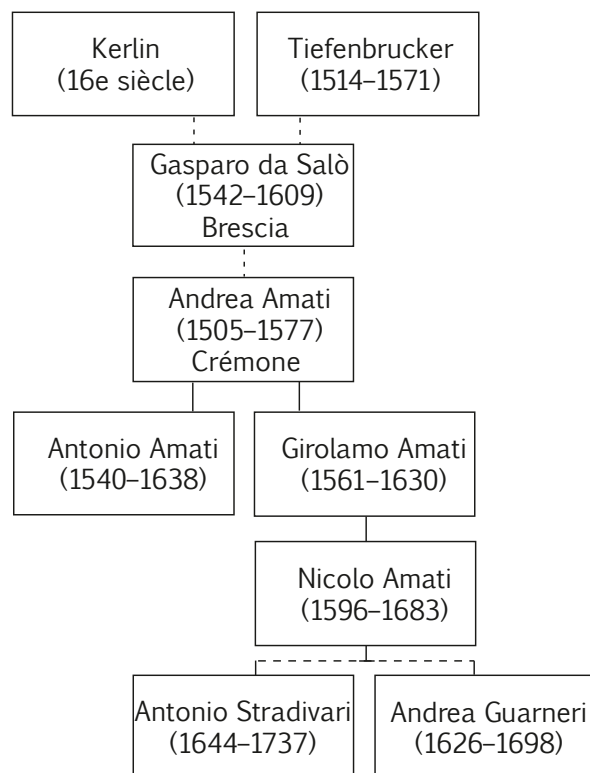 Kerlin
(16e siècle)
Tiefenbrucker
(1514–1571)
Gasparo da Salò
(1542–1609)
Brescia
Andrea Amati
(1505–1577)
Crémone
Antonio Amati
(1540–1638)
Girolamo Amati
(1561–1630)
Nicolo Amati
(1596–1683)
Antonio Stradivari
(1644–1737)
Andrea Guarneri
(1626–1698)